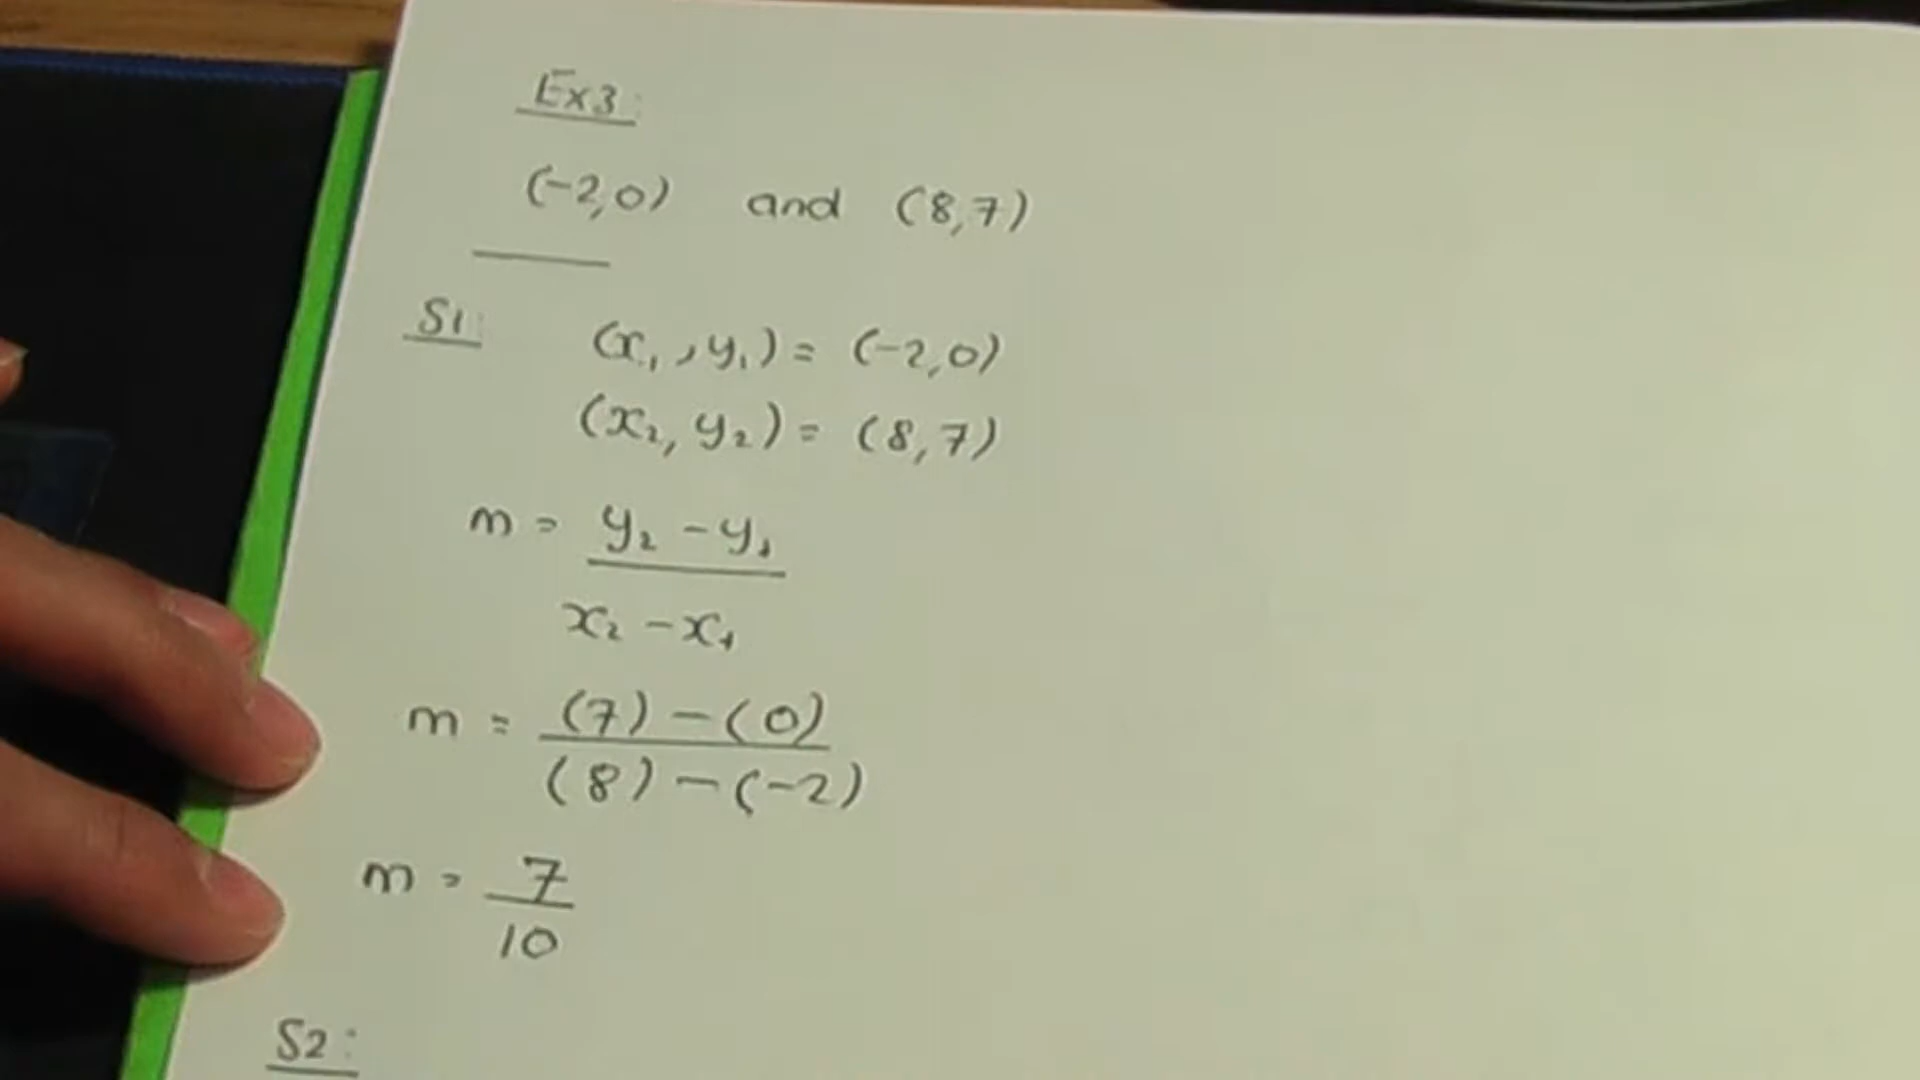 Ex3:
(-2,0) and (8,7)
S1:
(x₁, y₁) = (-2,0)
(x₂, y₂) = (8,7)
m = y₂ - y₁
x₂ - x₁
m = (7) - (0)
(8) - (-2)
m = 7
10
S2: